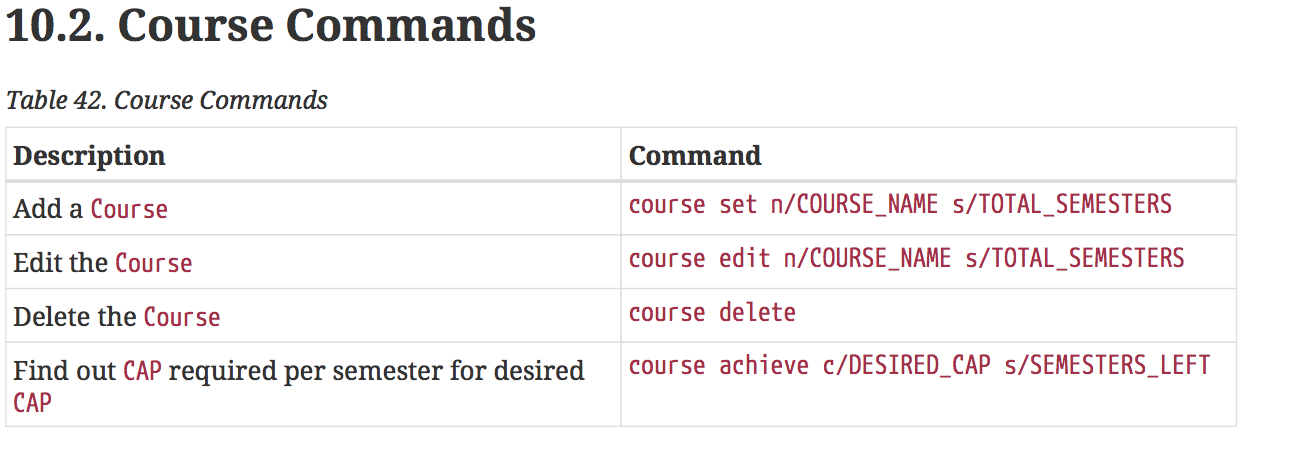 10.2. Course Commands
Table 42. Course Commands
Description Command
Add a Course course set n/COURSE_NAME s/TOTAL_SEMESTERS
Edit the Course course edit n/COURSE_NAME s/TOTAL_SEMESTERS
Delete the Course course delete
Find out CAP required per semester for desired course achieve c/DESIRED_CAP s/SEMESTERS_LEFT
CAP